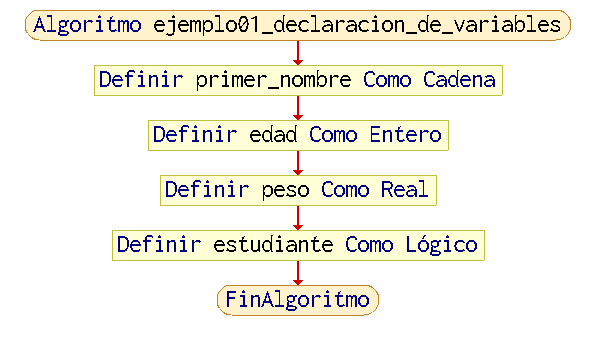 Algoritmo ejemplo01_declaracion_de_variables
Definir primer_nombre Como Cadena
Definir edad Como Entero
Definir peso Como Real
Definir estudiante Como Lógico
FinAlgoritmo